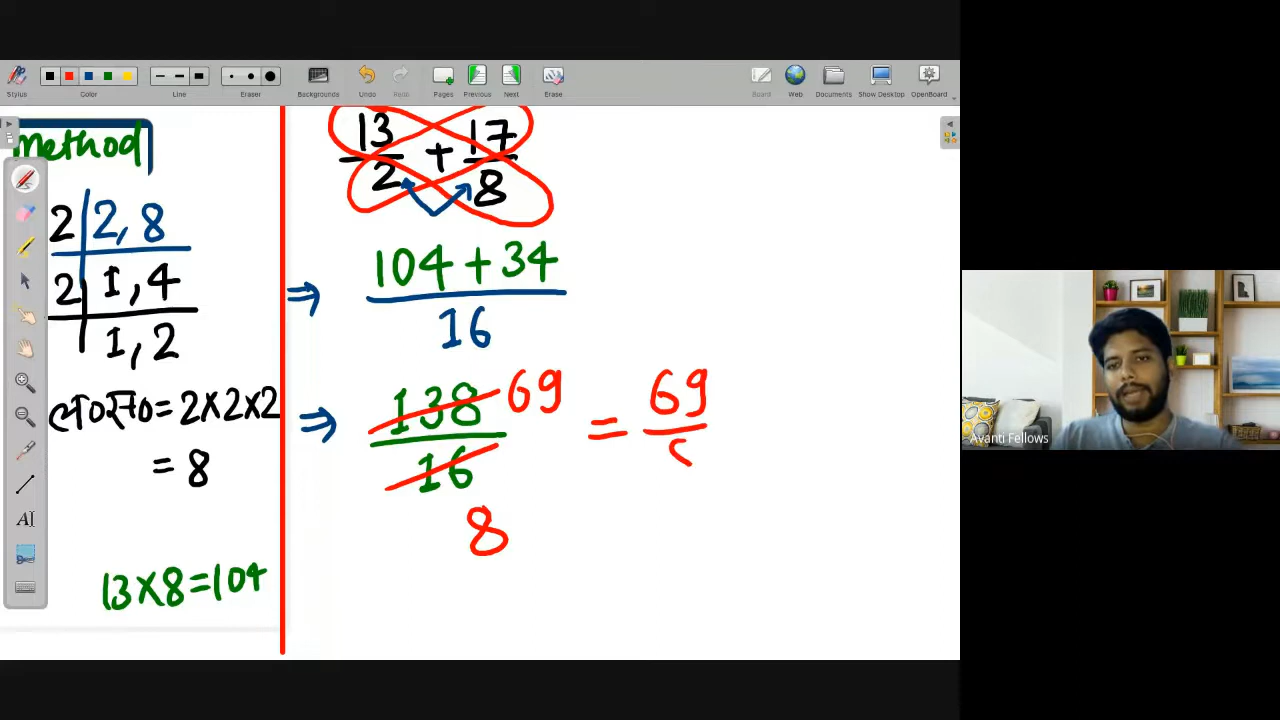 Stylus Color Line Eraser Backgrounds Undo Redo Pages Previous Next Erase Board Web Documents Show Desktop OpenBoard
method
2 | 2, 8
2 | 1, 4
1, 2
ल०स०= 2×2×2
= 8
13×8=104
13/2 + 17/8
⇒ 104+34/16
⇒ 138/16 69 8 = 69/
Avanti Fellows